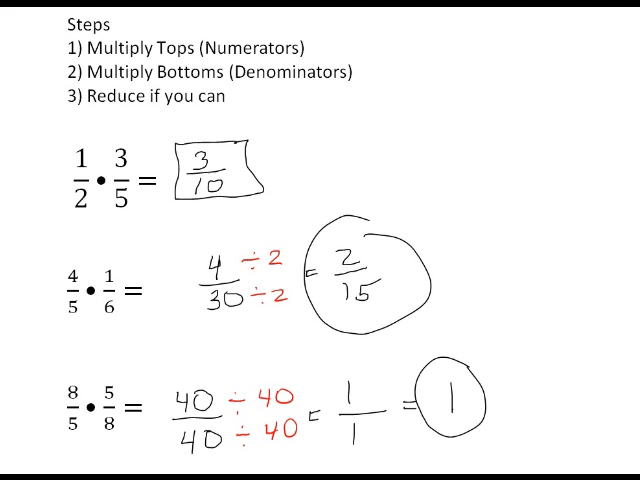 Steps
1) Multiply Tops (Numerators)
2) Multiply Bottoms (Denominators)
3) Reduce if you can
1/2 • 3/5 = 3/10
4/5 • 1/6 = 4/30 ÷2/÷2 = 2/15
8/5 • 5/8 = 40/40 ÷40/÷40 = 1/1 = 1